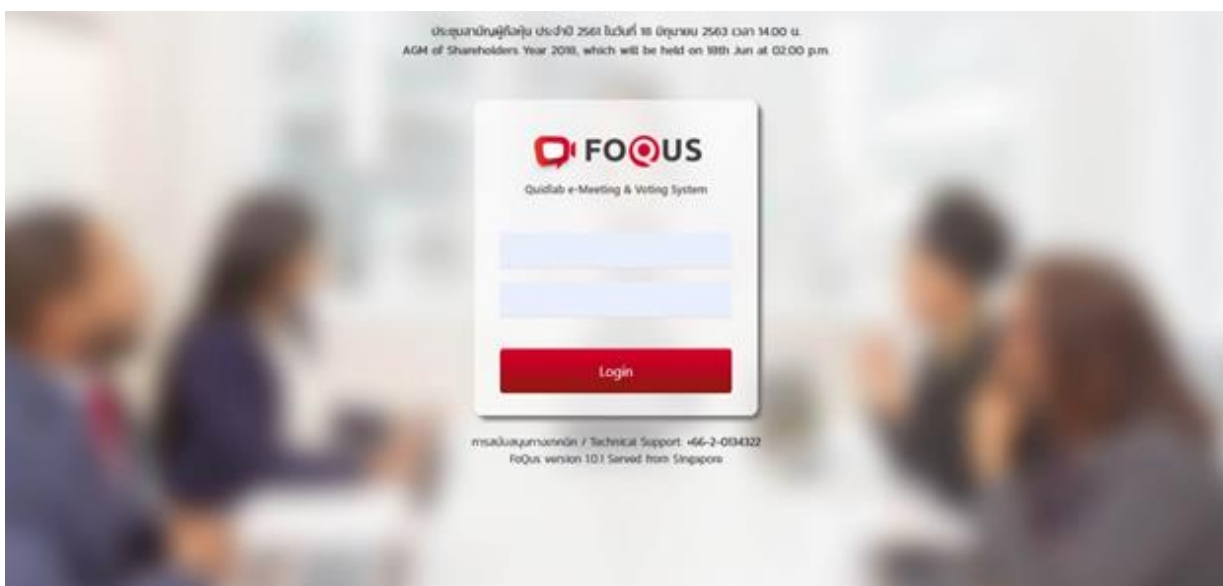 ประชุมสามัญผู้ถือหุ้น ประจำปี 2561 ในวันที่ 18 มิถุนายน 2563 เวลา 14.00 น.
AGM of Shareholders Year 2018, which will be held on 18th Jun at 02:00 p.m.
FOQUS
Quidlab e-Meeting & Voting System
Login
การสนับสนุนทางเทคนิค / Technical Support: +66-2-0134322
FoQus version 1.0.1 Served from Singapore